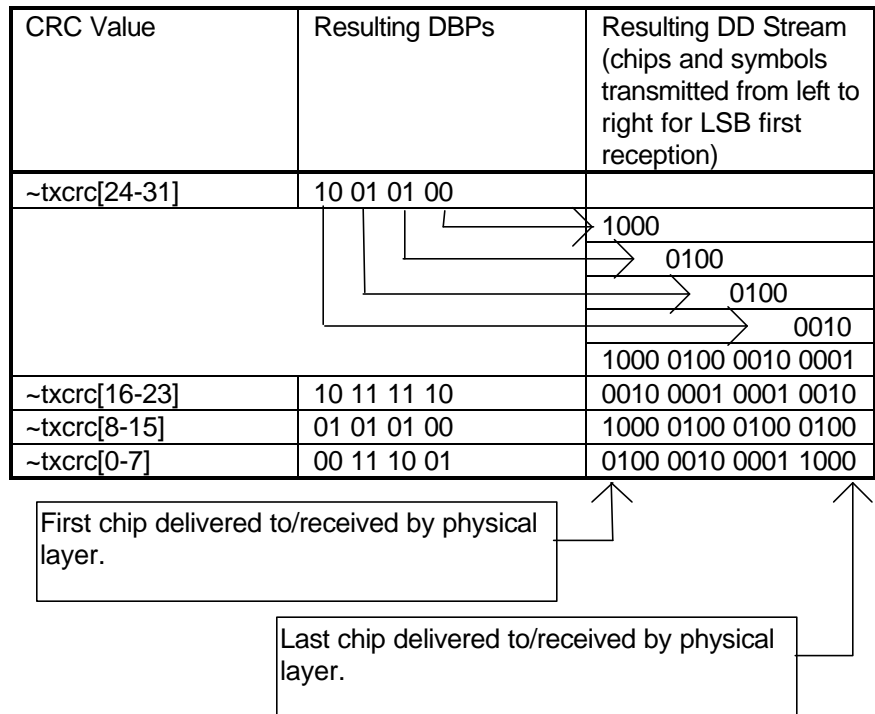 CRC Value
Resulting DBPs
Resulting DD Stream
(chips and symbols
transmitted from left to
right for LSB first
reception)
~txcrc[24-31]
10 01 01 00
1000
0100
0100
0010
1000 0100 0010 0001
~txcrc[16-23]
10 11 11 10
0010 0001 0001 0010
~txcrc[8-15]
01 01 01 00
1000 0100 0100 0100
~txcrc[0-7]
00 11 10 01
0100 0010 0001 1000
First chip delivered to/received by physical
layer.
Last chip delivered to/received by physical
layer.